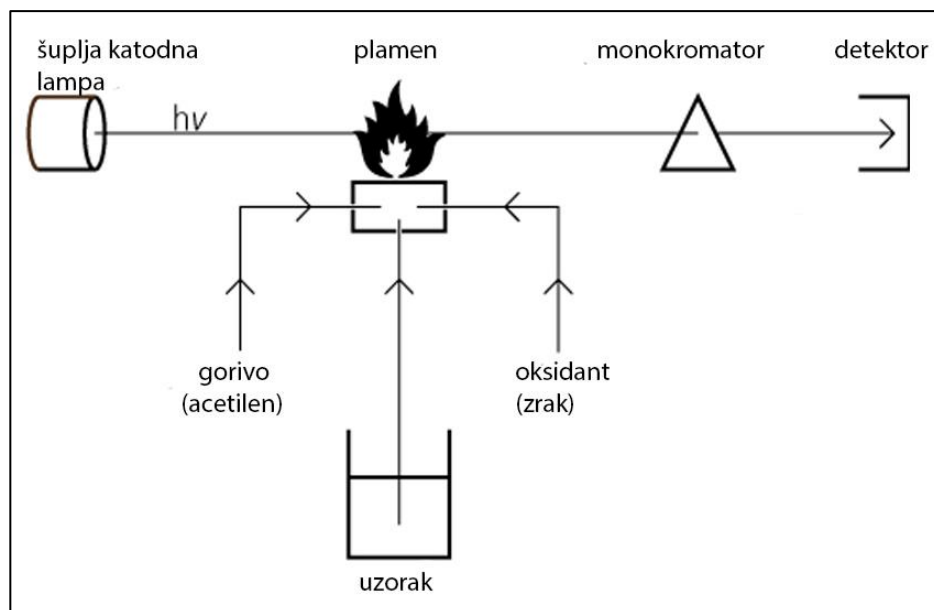 šuplja katodna
lampa
plamen
monokromator
detektor
hν
gorivo
(acetilen)
oksidant
(zrak)
uzorak